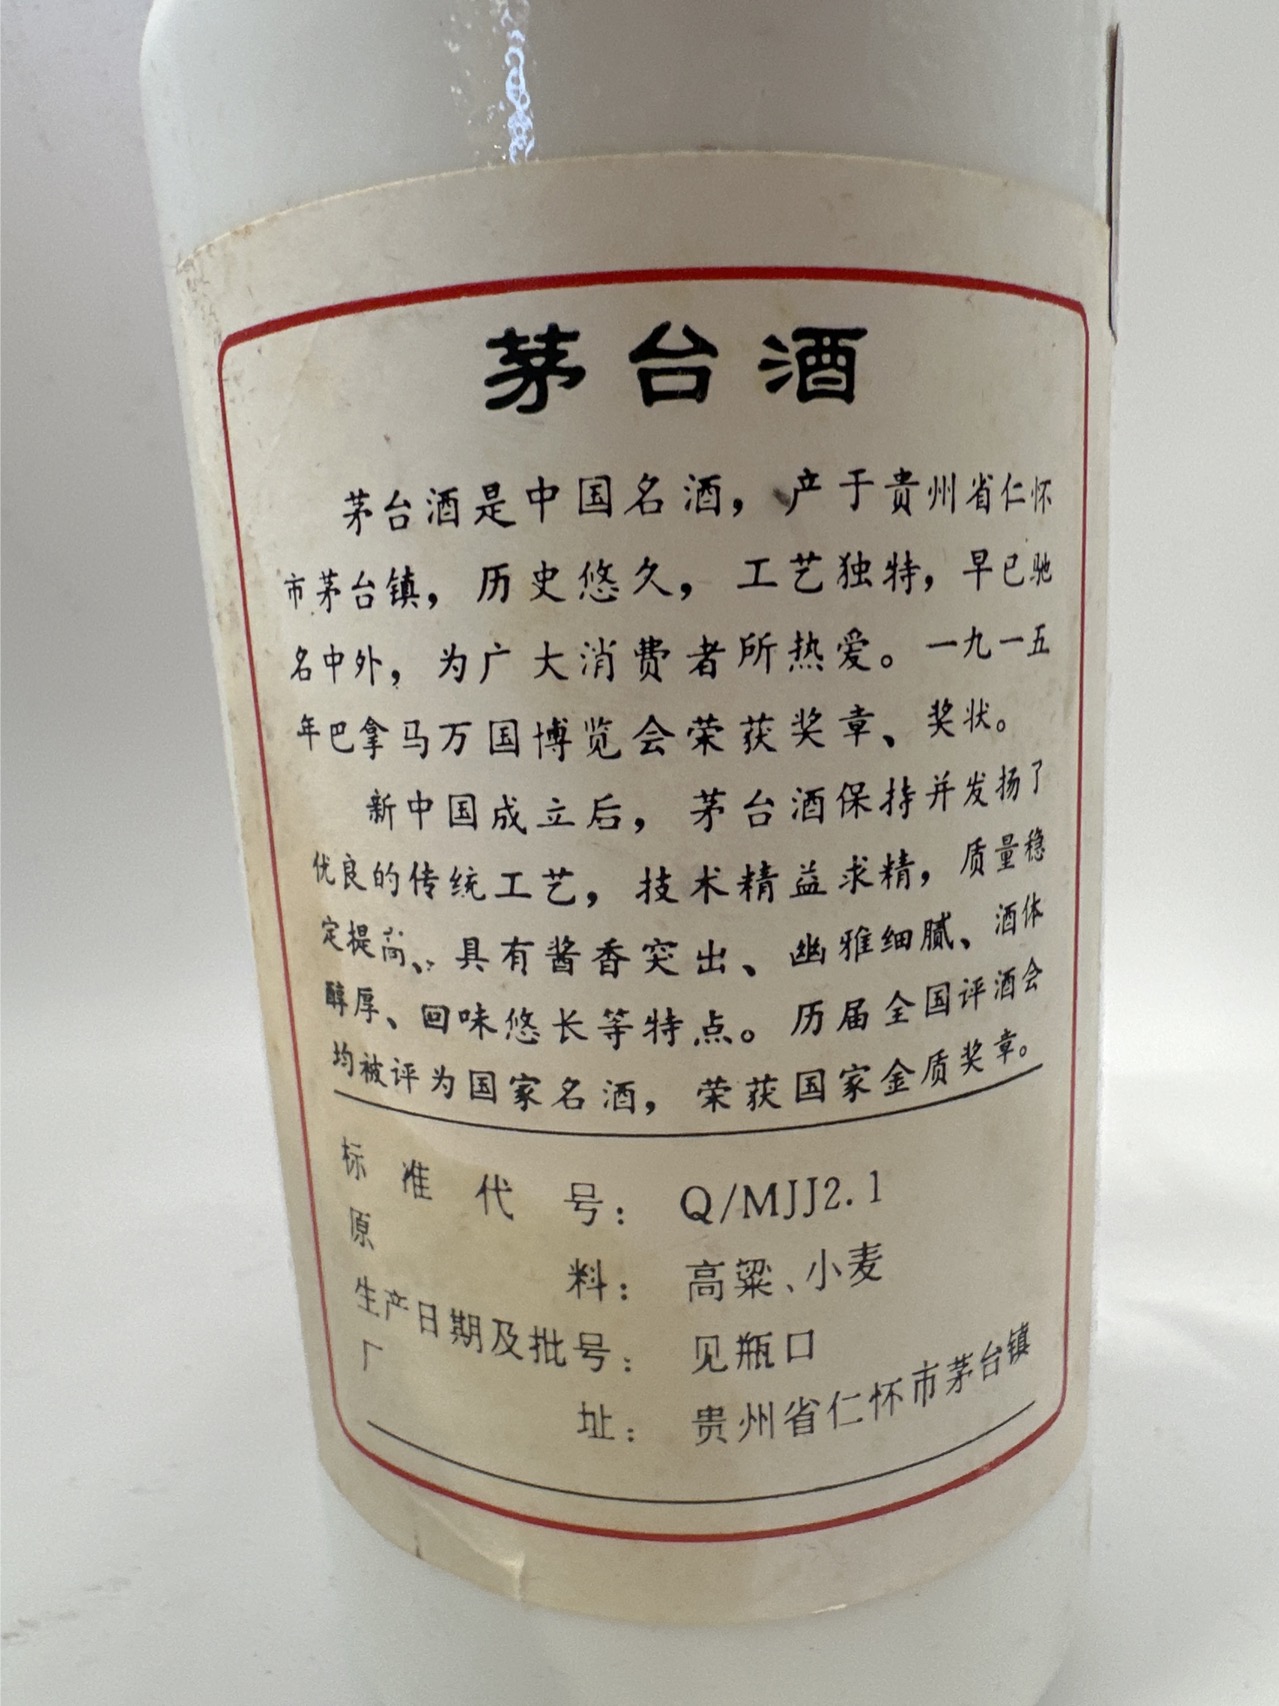 茅台酒
茅台酒是中国名酒，产于贵州省仁怀
市茅台镇，历史悠久，工艺独特，早已驰
名中外，为广大消费者所热爱。一九一五
年巴拿马万国博览会荣获奖章、奖状。
新中国成立后，茅台酒保持并发扬了
优良的传统工艺，技术精益求精，质量稳
定提高、具有酱香突出、幽雅细腻、酒体
醇厚、回味悠长等特点。历届全国评酒会
均被评为国家名酒，荣获国家金质奖章。
标准代号：Q/MJJ2.1
原料：高粱、小麦
生产日期及批号：见瓶口
厂址：贵州省仁怀市茅台镇